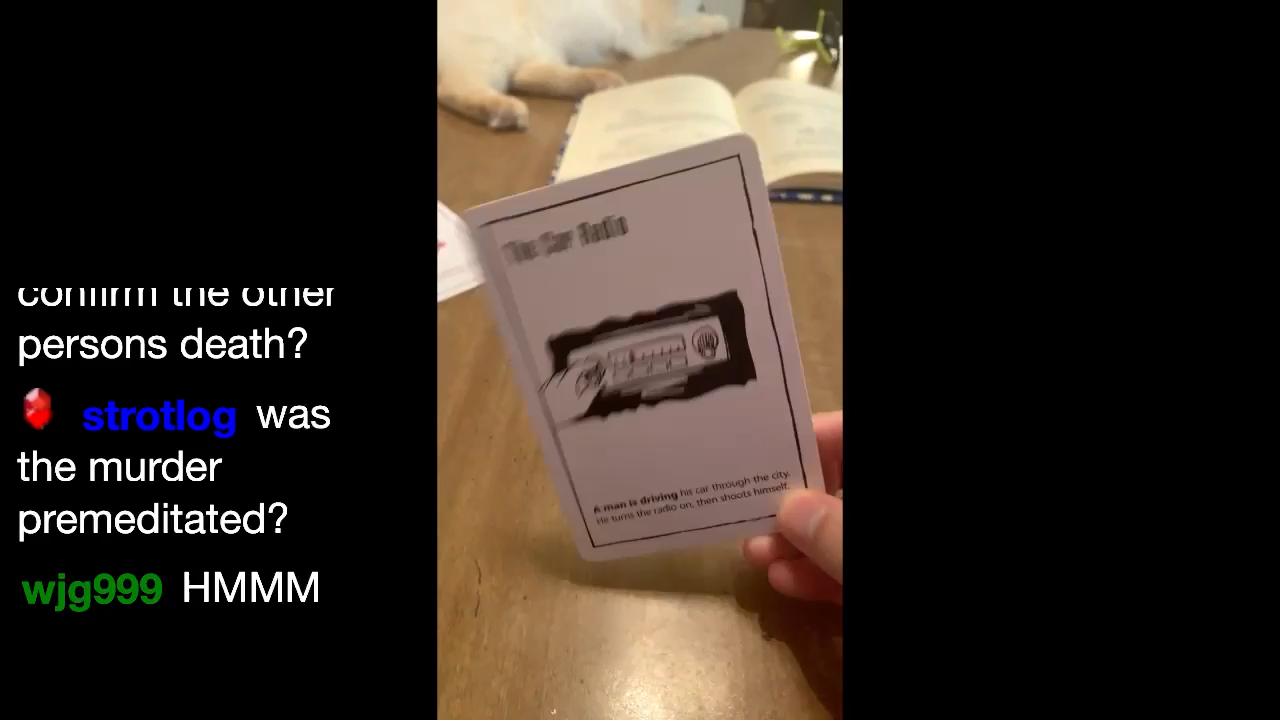 confirm the other
persons death?
strotlog was
the murder
premeditated?
wjg999 HMMM
The Car Radio
A man is driving his car through the city.
He turns the radio on, then shoots himself.